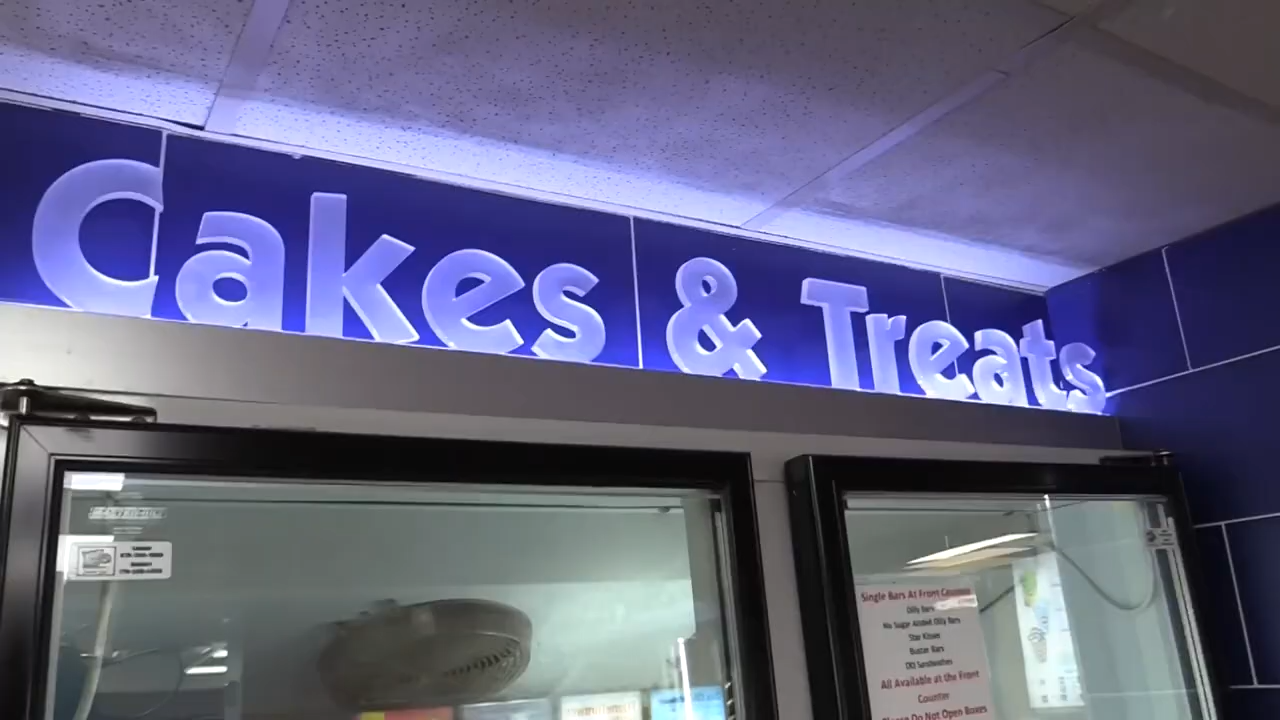 Cakes & Treats
Single Bars At Front Counter
Dilly Bars
No Sugar Added Dilly Bars
Star Kisses
Buster Bars
DQ Sandwiches
All Available at the Front
Counter
Please Do Not Open Boxes